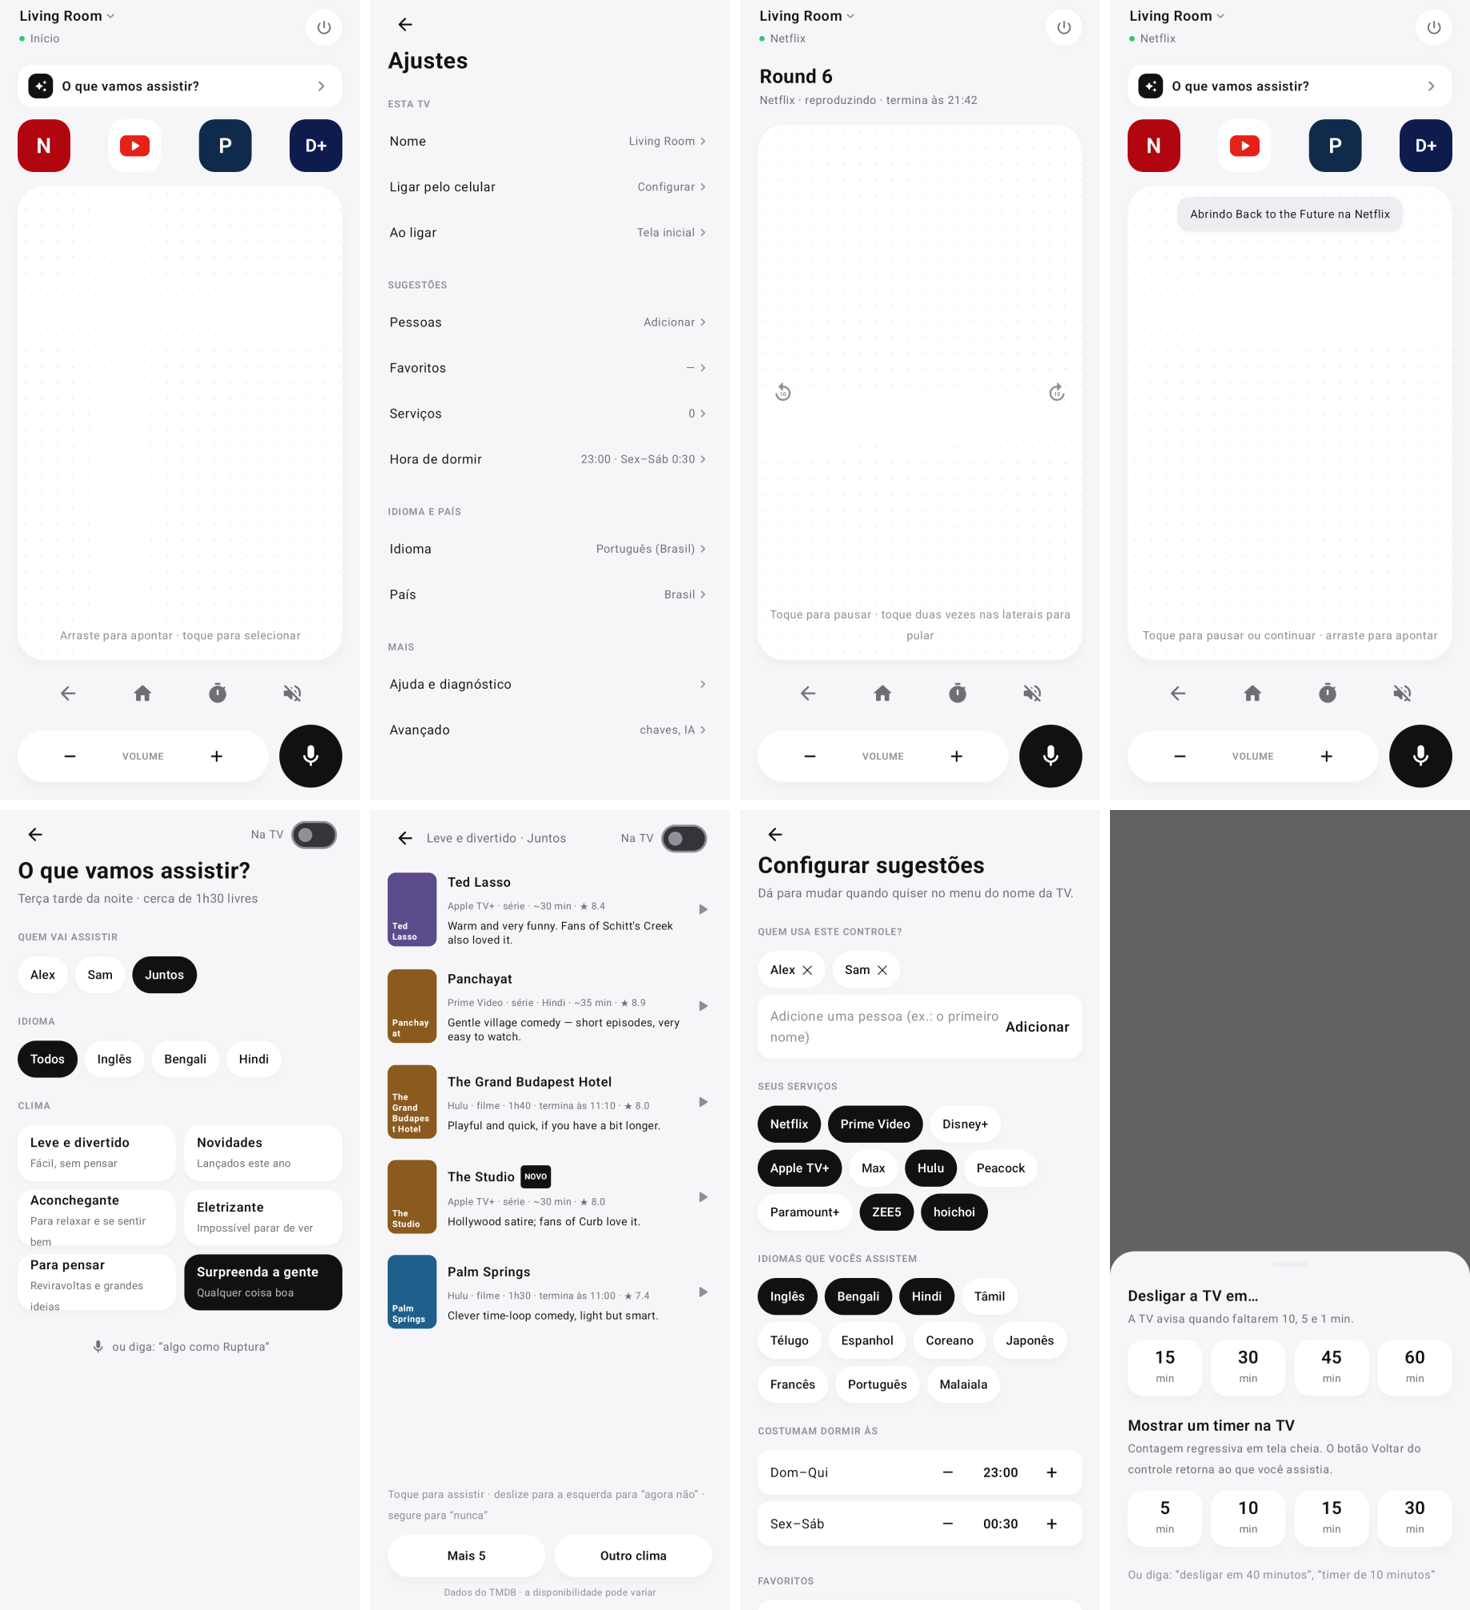 Living Room
Início
O que vamos assistir?
N
P
D+
Arraste para apontar · toque para selecionar
VOLUME
Ajustes
ESTA TV
Nome
Living Room
Ligar pelo celular
Configurar
Ao ligar
Tela inicial
SUGESTÕES
Pessoas
Adicionar
Favoritos
–
Serviços
0
Hora de dormir
23:00 · Sex–Sáb 0:30
IDIOMA E PAÍS
Idioma
Português (Brasil)
País
Brasil
MAIS
Ajuda e diagnóstico
Avançado
chaves, IA
Living Room
Netflix
Round 6
Netflix · reproduzindo · termina às 21:42
10
10
Toque para pausar · toque duas vezes nas laterais para
pular
VOLUME
Living Room
Netflix
O que vamos assistir?
N
P
D+
Abrindo Back to the Future na Netflix
Toque para pausar ou continuar · arraste para apontar
VOLUME
Na TV
O que vamos assistir?
Terça tarde da noite · cerca de 1h30 livres
QUEM VAI ASSISTIR
Alex
Sam
Juntos
IDIOMA
Todos
Inglês
Bengali
Hindi
CLIMA
Leve e divertido
Fácil, sem pensar
Novidades
Lançados este ano
Aconchegante
Para relaxar e se sentir
bem
Eletrizante
Impossível parar de ver
Para pensar
Reviravoltas e grandes
ideias
Surpreenda a gente
Qualquer coisa boa
ou diga: “algo como Ruptura”
Leve e divertido · Juntos
Na TV
Ted
Lasso
Ted Lasso
Apple TV+ · série · ~30 min · ★ 8.4
Warm and very funny. Fans of Schitt's Creek
also loved it.
Panchay
at
Panchayat
Prime Video · série · Hindi · ~35 min · ★ 8.9
Gentle village comedy — short episodes, very
easy to watch.
The
Grand
Budapes
t Hotel
The Grand Budapest Hotel
Hulu · filme · 1h40 · termina às 11:10 · ★ 8.0
Playful and quick, if you have a bit longer.
The
Studio
The Studio
NOVO
Apple TV+ · série · ~30 min · ★ 8.0
Hollywood satire; fans of Curb love it.
Palm
Springs
Palm Springs
Hulu · filme · 1h30 · termina às 11:00 · ★ 7.4
Clever time-loop comedy, light but smart.
Toque para assistir · deslize para a esquerda para “agora não” ·
segure para “nunca”
Mais 5
Outro clima
Dados do TMDB · a disponibilidade pode variar
Configurar sugestões
Dá para mudar quando quiser no menu do nome da TV.
QUEM USA ESTE CONTROLE?
Alex
Sam
Adicione uma pessoa (ex.: o primeiro
nome)
Adicionar
SEUS SERVIÇOS
Netflix
Prime Video
Disney+
Apple TV+
Max
Hulu
Peacock
Paramount+
ZEE5
hoichoi
IDIOMAS QUE VOCÊS ASSISTEM
Inglês
Bengali
Hindi
Tâmil
Télugo
Espanhol
Coreano
Japonês
Francês
Português
Malaiala
COSTUMAM DORMIR ÀS
Dom–Qui
− 23:00 +
Sex–Sáb
− 00:30 +
FAVORITOS
Desligar a TV em…
A TV avisa quando faltarem 10, 5 e 1 min.
15
min
30
min
45
min
60
min
Mostrar um timer na TV
Contagem regressiva em tela cheia. O botão Voltar do
controle retorna ao que você assistia.
5
min
10
min
15
min
30
min
Ou diga: “desligar em 40 minutos”, “timer de 10 minutos”